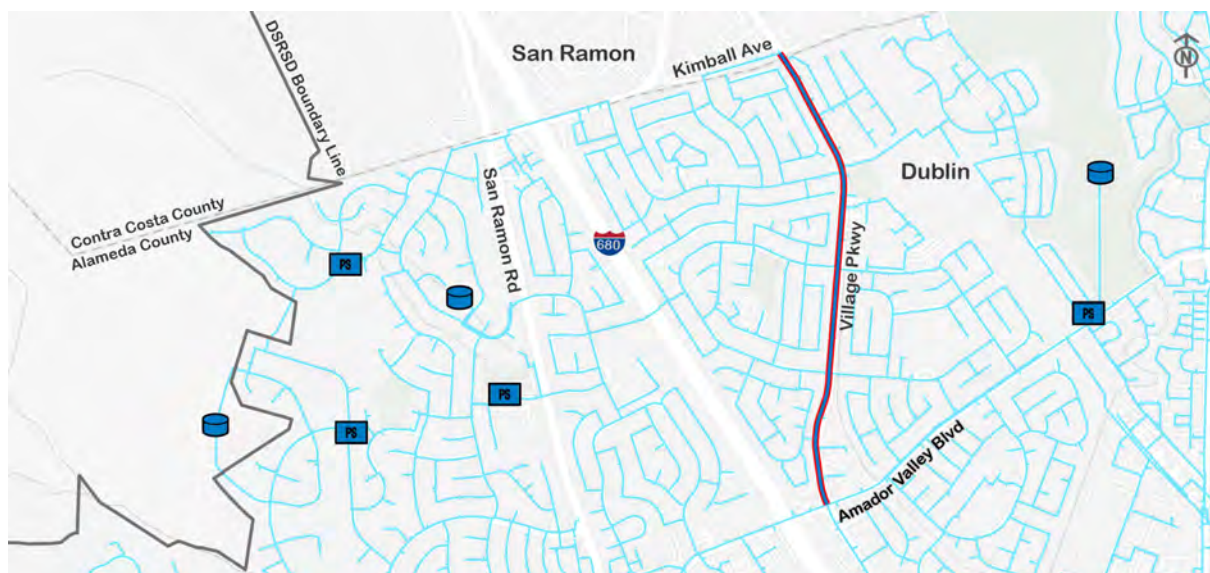 San Ramon
Kimball Ave
N
DSRSD Boundary Line
Dublin
San Ramon Rd
Contra Costa County
Alameda County
680
PS
Village Pkwy
PS
PS
PS
Amador Valley Blvd